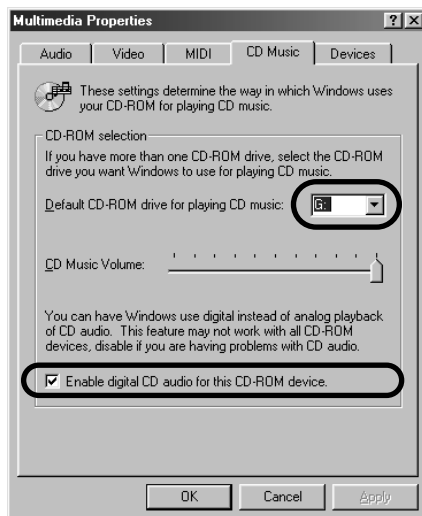 Multimedia Properties
Audio Video MIDI CD Music Devices
These settings determine the way in which Windows uses
your CD-ROM for playing CD music.
CD-ROM selection
If you have more than one CD-ROM drive, select the CD-ROM
drive you want Windows to use for playing CD music.
Default CD-ROM drive for playing CD music: G:
CD Music Volume:
You can have Windows use digital instead of analog playback
of CD audio. This feature may not work with all CD-ROM
devices, disable if you are having problems with CD audio.
Enable digital CD audio for this CD-ROM device.
OK Cancel Apply